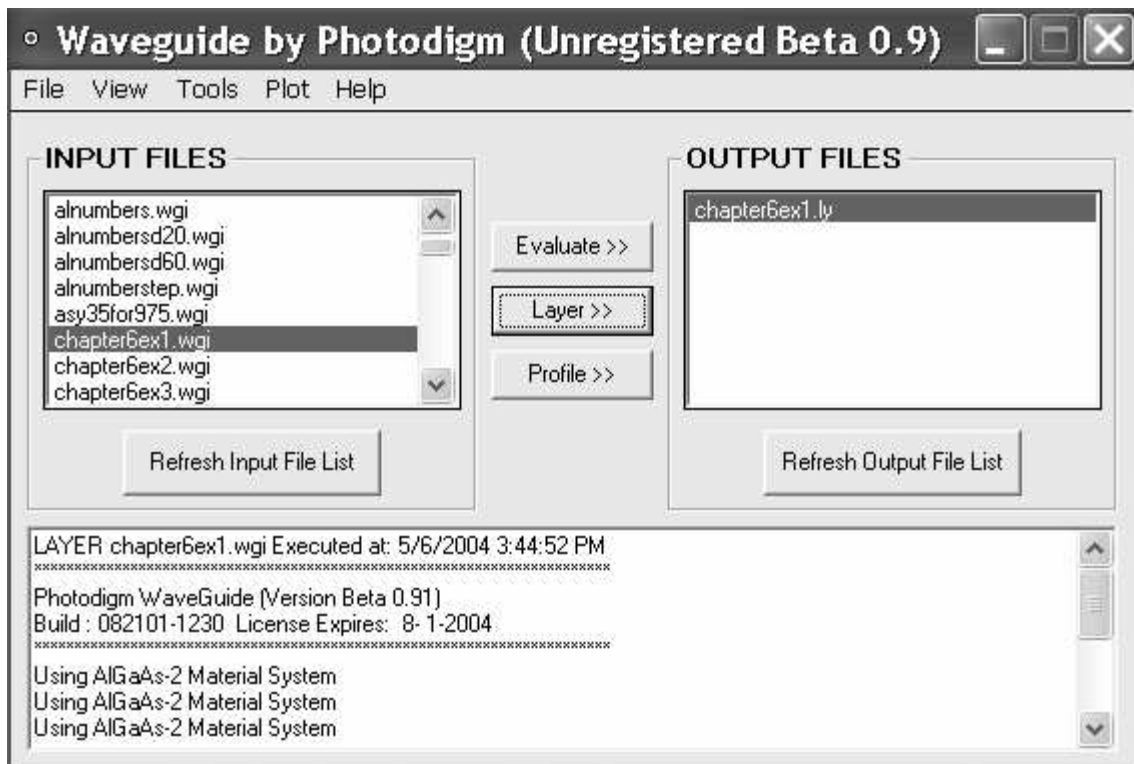 Waveguide by Photodigm (Unregistered Beta 0.9)
File View Tools Plot Help
INPUT FILES
alnumbers.wgi
alnumbersd20.wgi
alnumbersd60.wgi
alnumberstep.wgi
asy35for975.wgi
chapter6ex1.wgi
chapter6ex2.wgi
chapter6ex3.wgi
Refresh Input File List
Evaluate >>
Layer >>
Profile >>
OUTPUT FILES
chapter6ex1.ly
Refresh Output File List
LAYER chapter6ex1.wgi Executed at: 5/6/2004 3:44:52 PM
Photodigm WaveGuide (Version Beta 0.91)
Build : 082101-1230 License Expires: 8- 1-2004
Using AlGaAs-2 Material System
Using AlGaAs-2 Material System
Using AlGaAs-2 Material System